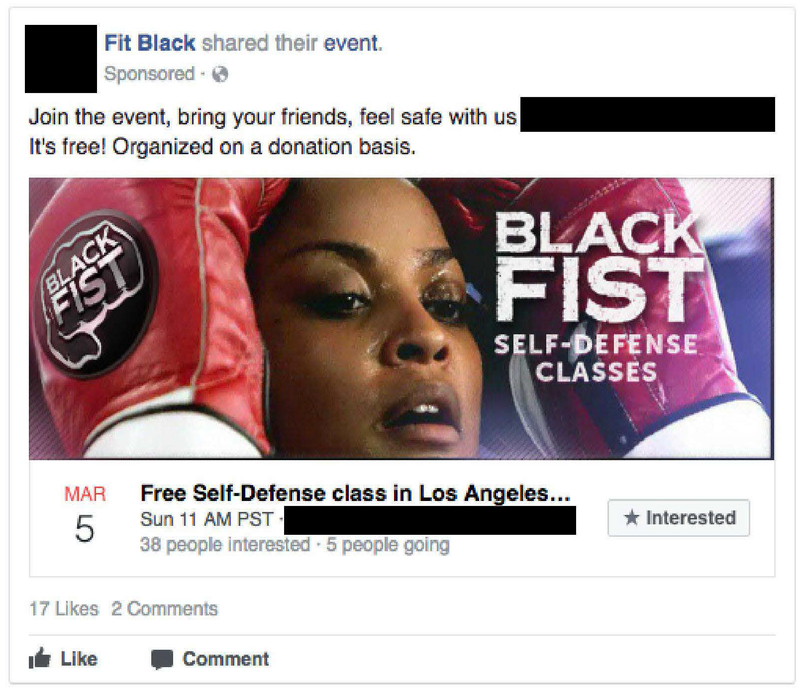 Fit Black shared their event.
Sponsored ·
Join the event, bring your friends, feel safe with us
It's free! Organized on a donation basis.
BLACK
FIST
BLACK
FIST
SELF-DEFENSE
CLASSES
MAR
5
Free Self-Defense class in Los Angeles...
Sun 11 AM PST ·
38 people interested · 5 people going
Interested
17 Likes 2 Comments
Like Comment